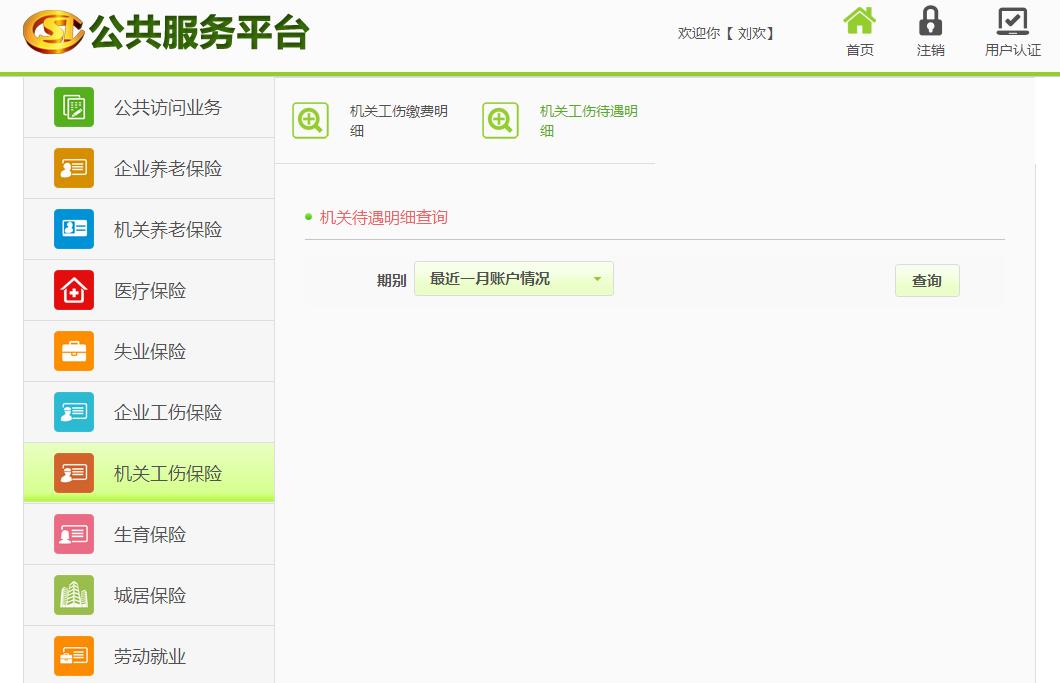 CSI 公共服务平台
欢迎你【 刘欢】
首页
注销
用户认证
公共访问业务
企业养老保险
机关养老保险
医疗保险
失业保险
企业工伤保险
机关工伤保险
生育保险
城居保险
劳动就业
机关工伤缴费明
细
机关工伤待遇明
细
机关待遇明细查询
期别 最近一月账户情况 查询